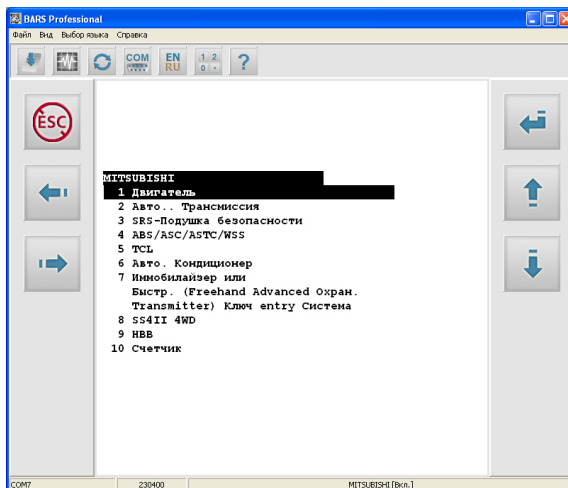 BARS Professional
Файл Вид Выбор языка Справка
COM
EN
RU
1 2
0 .
?
ESC
MITSUBISHI
1 Двигатель
2 Авто.. Трансмиссия
3 SRS-Подушка безопасности
4 ABS/ASC/ASTC/WSS
5 TCL
6 Авто. Кондиционер
7 Иммобилайзер или
Быстр. (Freehand Advanced Охран.
Transmitter) Ключ entry Система
8 SS4II 4WD
9 HBB
10 Счетчик
COM7 230400 MITSUBISHI [Вкл.]